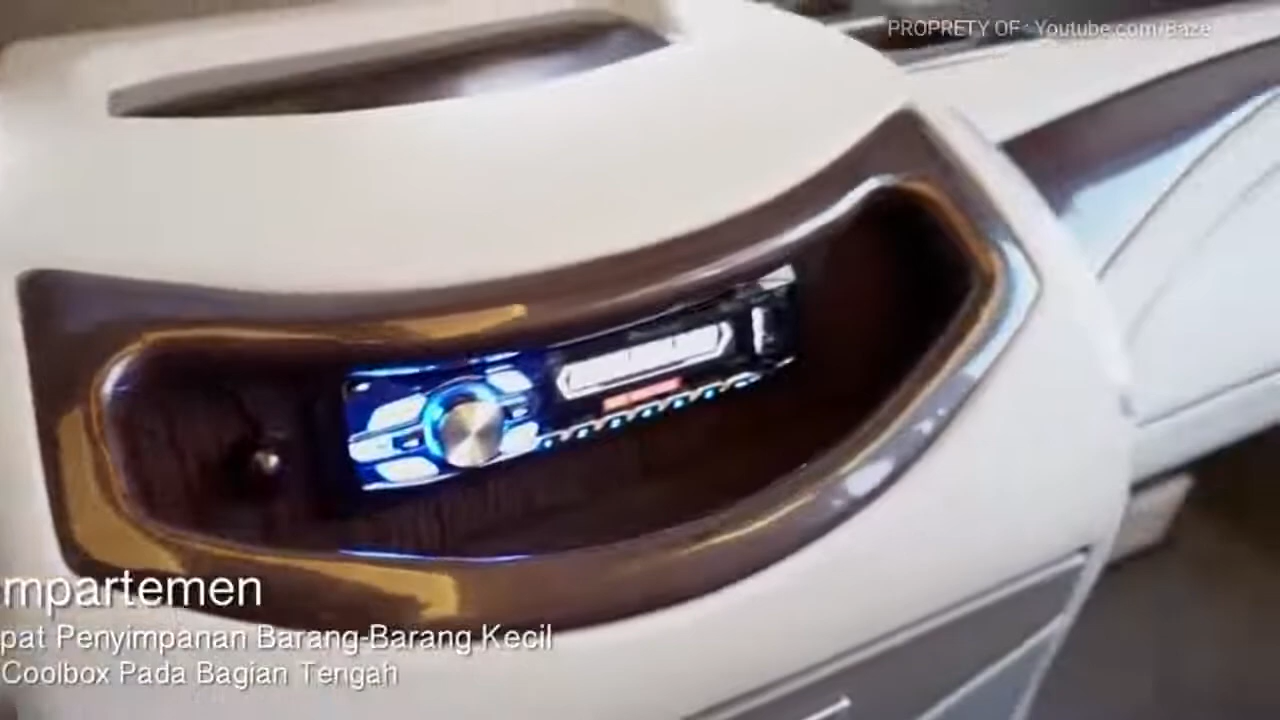 PROPRETY OF : Youtube.com/Baze
mpartemen
pat Penyimpanan Barang-Barang Kecil
Coolbox Pada Bagian Tengah